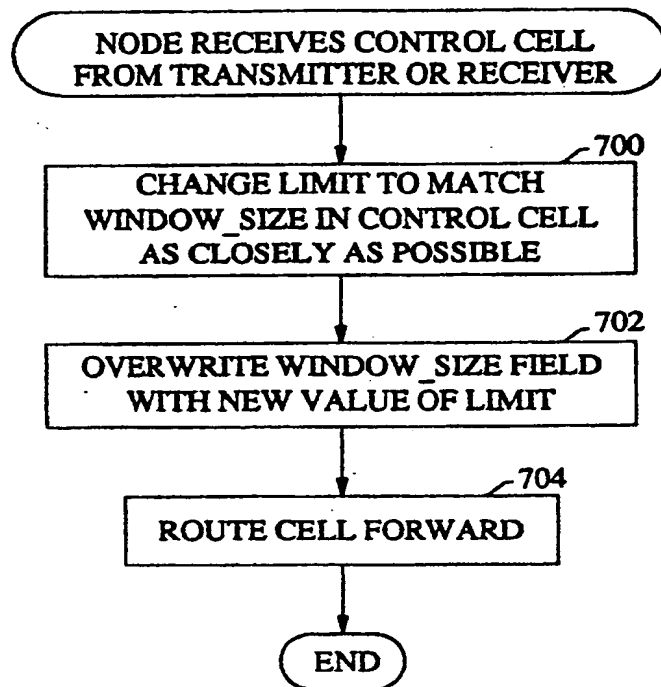 NODE RECEIVES CONTROL CELL
FROM TRANSMITTER OR RECEIVER
700
CHANGE LIMIT TO MATCH
WINDOW_SIZE IN CONTROL CELL
AS CLOSELY AS POSSIBLE
702
OVERWRITE WINDOW_SIZE FIELD
WITH NEW VALUE OF LIMIT
704
ROUTE CELL FORWARD
END